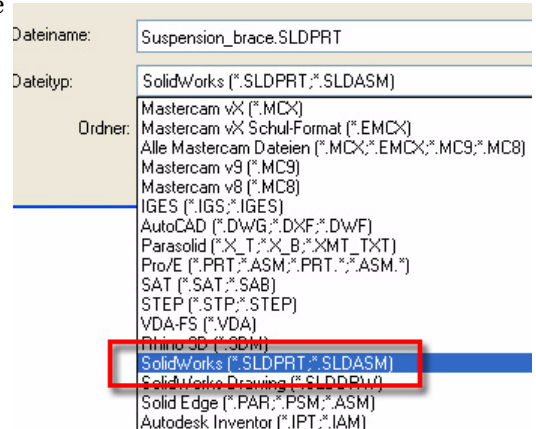 e
Dateiname: Suspension_brace.SLDPRT
Dateityp: SolidWorks (*.SLDPRT;*.SLDASM)
Mastercam vX (*.MCX)
Ordner: Mastercam vX Schul-Format (*.EMCX)
Alle Mastercam Dateien (*.MCX;*.EMCX;*.MC9;*.MC8)
Mastercam v9 (*.MC9)
Mastercam v8 (*.MC8)
IGES (*.IGS;*.IGES)
AutoCAD (*.DWG;*.DXF;*.DWF)
Parasolid (*.X_T;*.X_B;*.XMT_TXT)
Pro/E (*.PRT;*.ASM;*.PRT.*;*.ASM.*)
SAT (*.SAT;*.SAB)
STEP (*.STP;*.STEP)
VDA-FS (*.VDA)
Rhino 3D (*.3DM)
SolidWorks (*.SLDPRT;*.SLDASM)
SolidWorks Drawing (*.SLDDRW)
Solid Edge (*.PAR;*.PSM;*.ASM)
Autodesk Inventor (*.IPT;*.IAM)